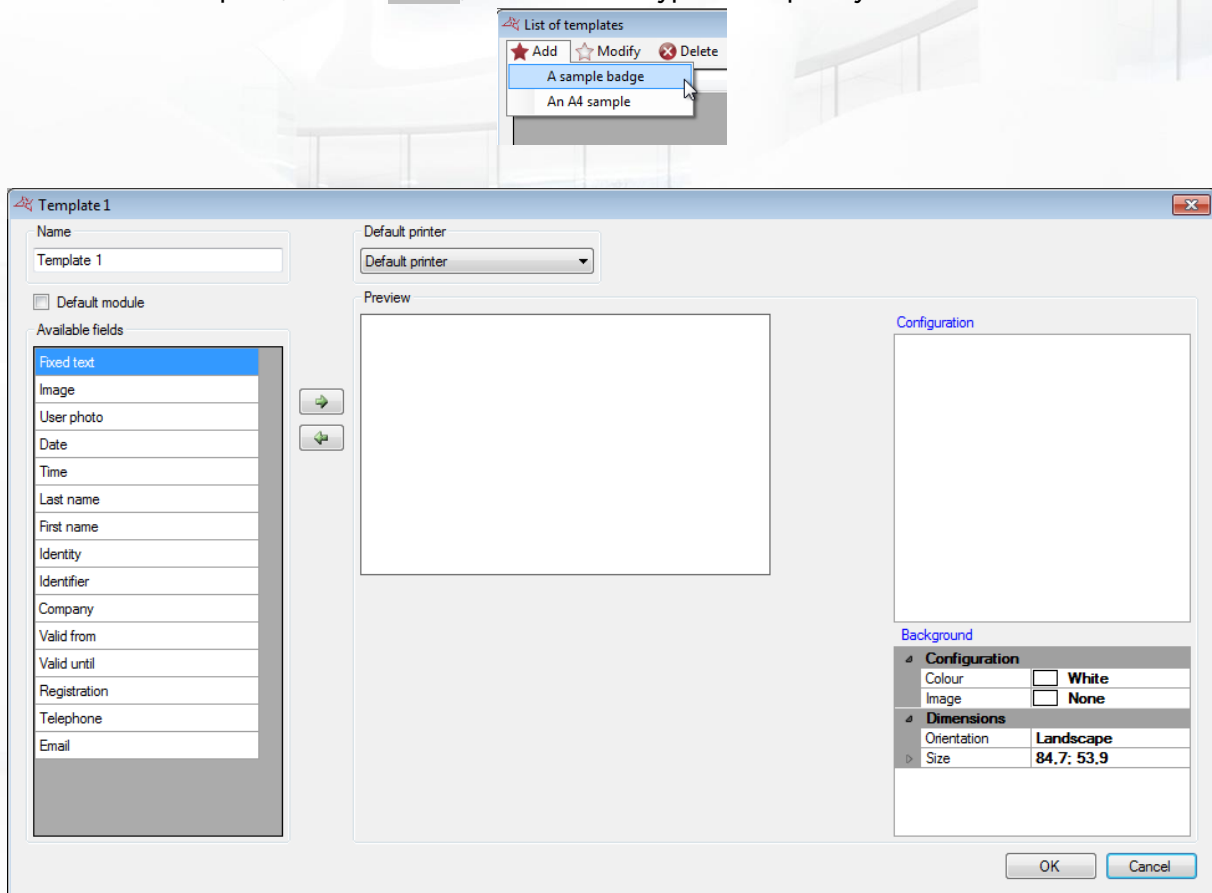 List of templates
Add Modify Delete
A sample badge
An A4 sample
Template 1
Name
Template 1
Default printer
Default printer
Default module
Preview
Available fields
Fixed text
Image
User photo
Date
Time
Last name
First name
Identity
Identifier
Company
Valid from
Valid until
Registration
Telephone
Email
Configuration
Background
Configuration
Colour White
Image None
Dimensions
Orientation Landscape
Size 84,7; 53,9
OK Cancel